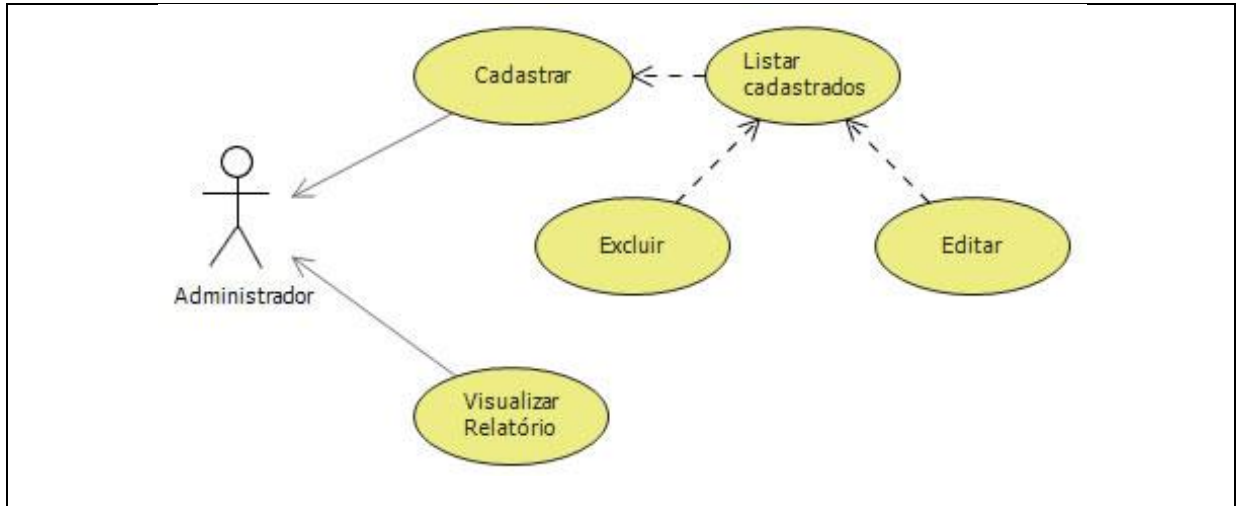 Cadastrar
Listar
cadastrados
Excluir
Editar
Administrador
Visualizar
Relatório